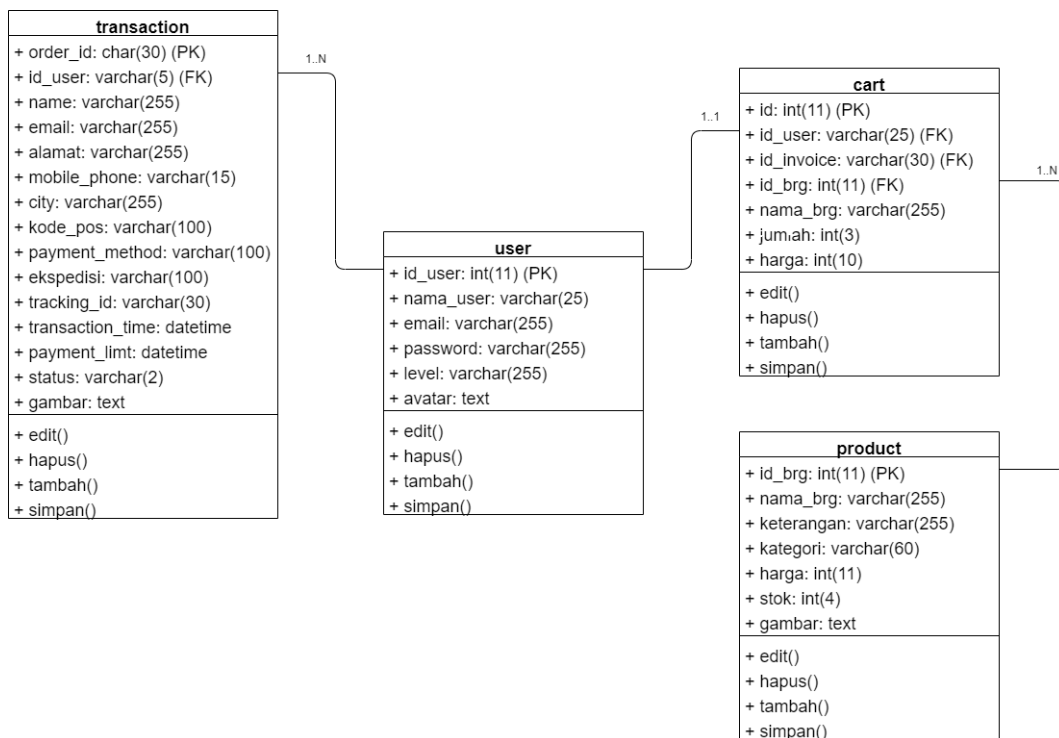 transaction
+ order_id: char(30) (PK)
+ id_user: varchar(5) (FK)
+ name: varchar(255)
+ email: varchar(255)
+ alamat: varchar(255)
+ mobile_phone: varchar(15)
+ city: varchar(255)
+ kode_pos: varchar(100)
+ payment_method: varchar(100)
+ ekspedisi: varchar(100)
+ tracking_id: varchar(30)
+ transaction_time: datetime
+ payment_limt: datetime
+ status: varchar(2)
+ gambar: text
+ edit()
+ hapus()
+ tambah()
+ simpan()
1..N
user
+ id_user: int(11) (PK)
+ nama_user: varchar(25)
+ email: varchar(255)
+ password: varchar(255)
+ level: varchar(255)
+ avatar: text
+ edit()
+ hapus()
+ tambah()
+ simpan()
1..1
cart
+ id: int(11) (PK)
+ id_user: varchar(25) (FK)
+ id_invoice: varchar(30) (FK)
+ id_brg: int(11) (FK)
+ nama_brg: varchar(255)
+ jumlah: int(3)
+ harga: int(10)
+ edit()
+ hapus()
+ tambah()
+ simpan()
1..N
product
+ id_brg: int(11) (PK)
+ nama_brg: varchar(255)
+ keterangan: varchar(255)
+ kategori: varchar(60)
+ harga: int(11)
+ stok: int(4)
+ gambar: text
+ edit()
+ hapus()
+ tambah()
+ simpan()